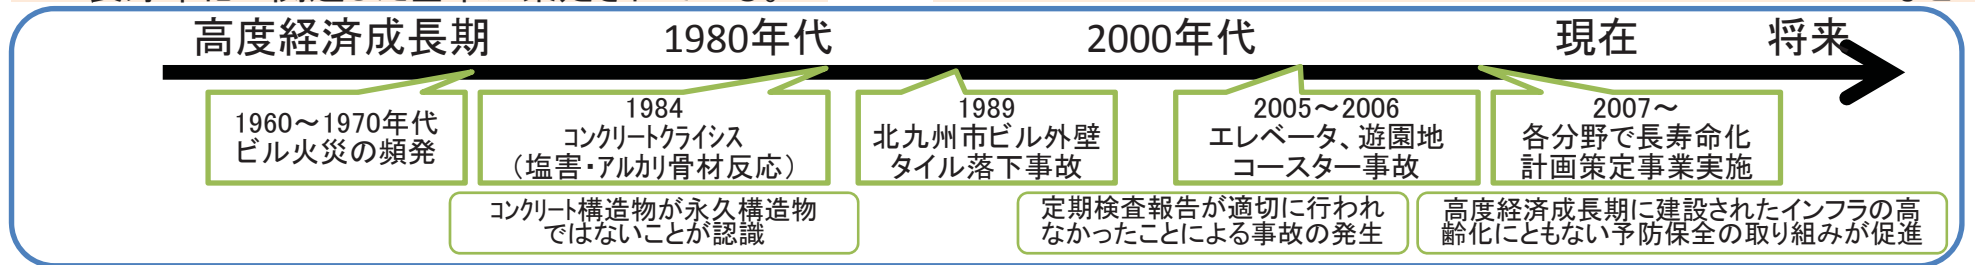 高度経済成長期
1980年代
2000年代
現在
将来
1960～1970年代
ビル火災の頻発
1984
コンクリートクライシス
（塩害・アルカリ骨材反応）
1989
北九州市ビル外壁
タイル落下事故
2005～2006
エレベータ、遊園地
コースター事故
2007～
各分野で長寿命化
計画策定事業実施
コンクリート構造物が永久構造物
ではないことが認識
定期検査報告が適切に行われ
なかったことによる事故の発生
高度経済成長期に建設されたインフラの高
齢化にともない予防保全の取り組みが促進